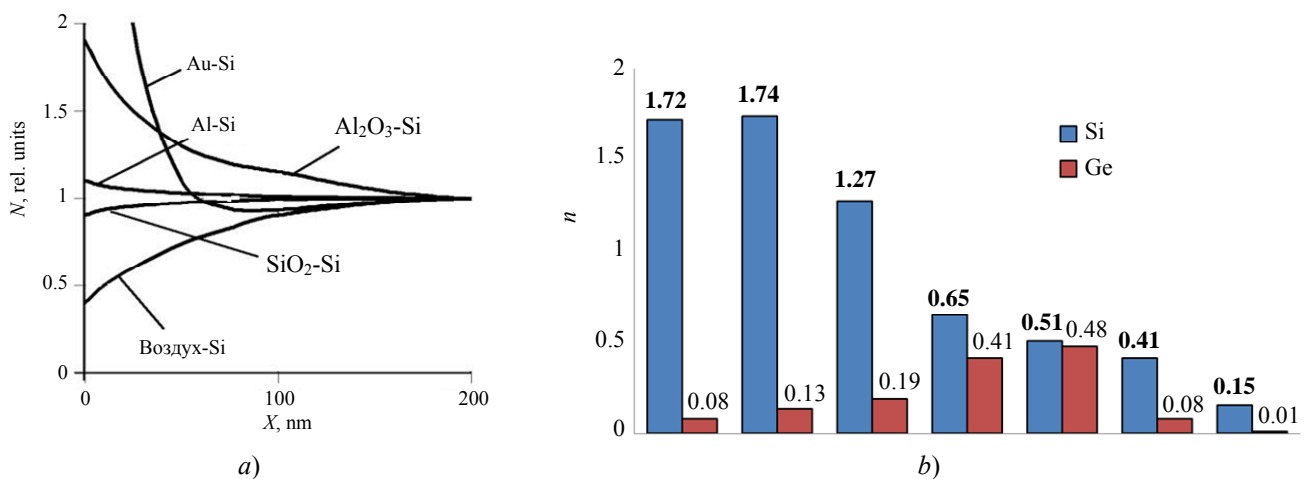 2
1.5
1
0.5
0
N, rel. units
Au-Si
Al-Si
Al₂O₃-Si
SiO₂-Si
Воздух-Si
0
100
200
X, nm
a)
2
1.5
1
0.5
0
n
1.72
0.08
1.74
0.13
1.27
0.19
0.65
0.41
0.51
0.48
0.41
0.08
0.15
0.01
Si
Ge
b)